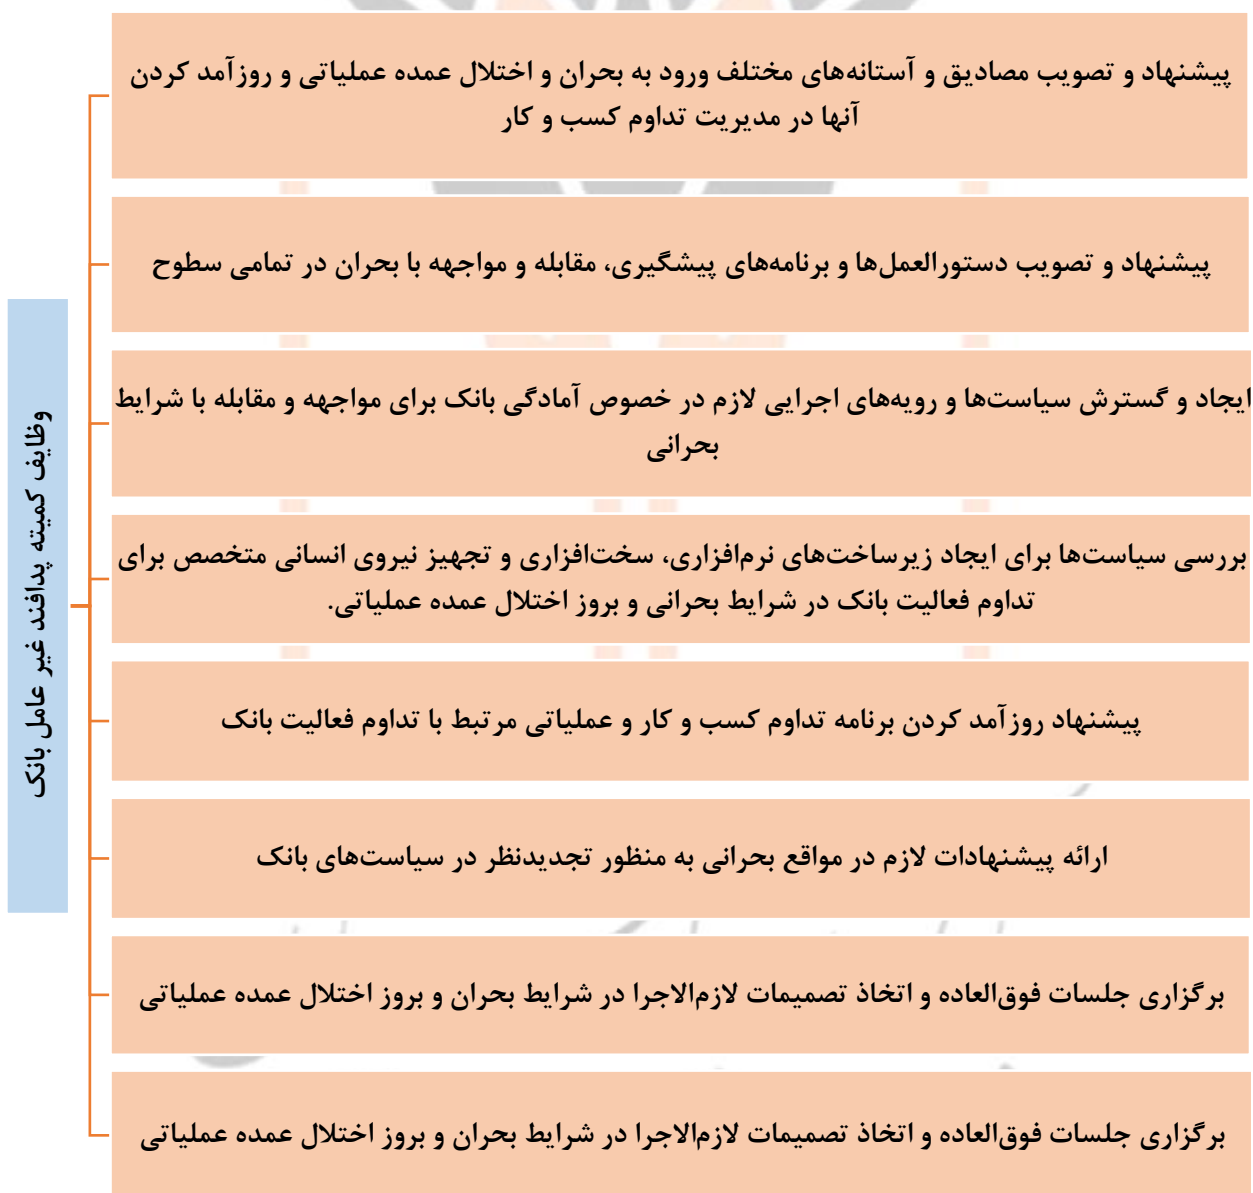 وظایف کمیته پدافند غیر عامل بانک
پیشنهاد و تصویب مصادیق و آستانه‌های مختلف ورود به بحران و اختلال عمده عملیاتی و روزآمد کردن
آنها در مدیریت تداوم کسب و کار
پیشنهاد و تصویب دستورالعمل‌ها و برنامه‌های پیشگیری، مقابله و مواجهه با بحران در تمامی سطوح
ایجاد و گسترش سیاست‌ها و رویه‌های اجرایی لازم در خصوص آمادگی بانک برای مواجهه و مقابله با شرایط
بحرانی
بررسی سیاست‌ها برای ایجاد زیرساخت‌های نرم‌افزاری، سخت‌افزاری و تجهیز نیروی انسانی متخصص برای
تداوم فعالیت بانک در شرایط بحرانی و بروز اختلال عمده عملیاتی.
پیشنهاد روزآمد کردن برنامه تداوم کسب و کار و عملیاتی مرتبط با تداوم فعالیت بانک
ارائه پیشنهادات لازم در مواقع بحرانی به منظور تجدیدنظر در سیاست‌های بانک
برگزاری جلسات فوق‌العاده و اتخاذ تصمیمات لازم‌الاجرا در شرایط بحران و بروز اختلال عمده عملیاتی
برگزاری جلسات فوق‌العاده و اتخاذ تصمیمات لازم‌الاجرا در شرایط بحران و بروز اختلال عمده عملیاتی